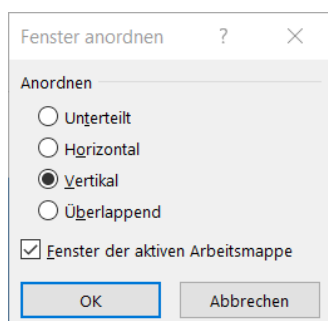 Fenster anordnen ?
Anordnen
Unterteilt
Horizontal
Vertikal
Überlappend
Fenster der aktiven Arbeitsmappe
OK Abbrechen